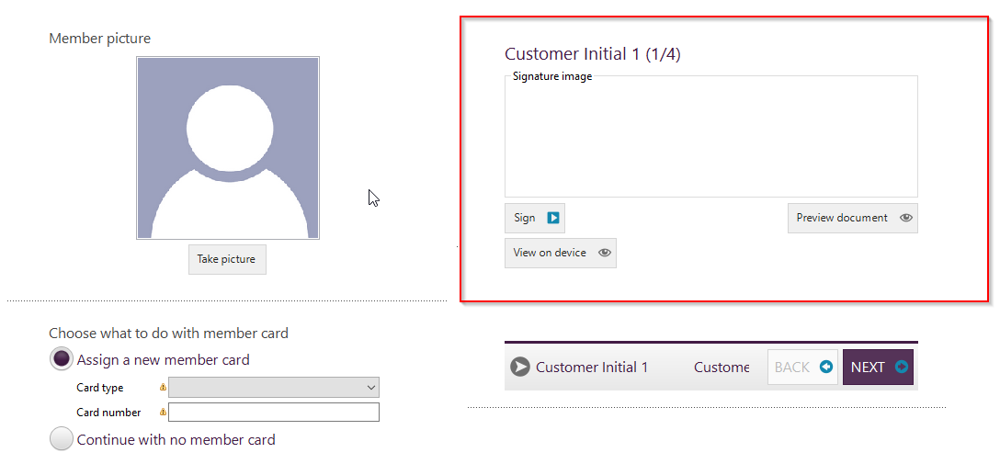 Member picture
Take picture
Choose what to do with member card
Assign a new member card
Card type
Card number
Continue with no member card
Customer Initial 1 (1/4)
Signature image
Sign
Preview document
View on device
Customer Initial 1
Custome
BACK
NEXT